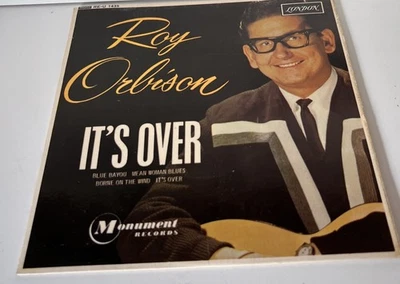 LONDON
Roy
Orbison
IT'S OVER
BLUE BAYOU MEAN WOMAN BLUES
BORNE ON THE WIND IT'S OVER
Monument
RECORDS